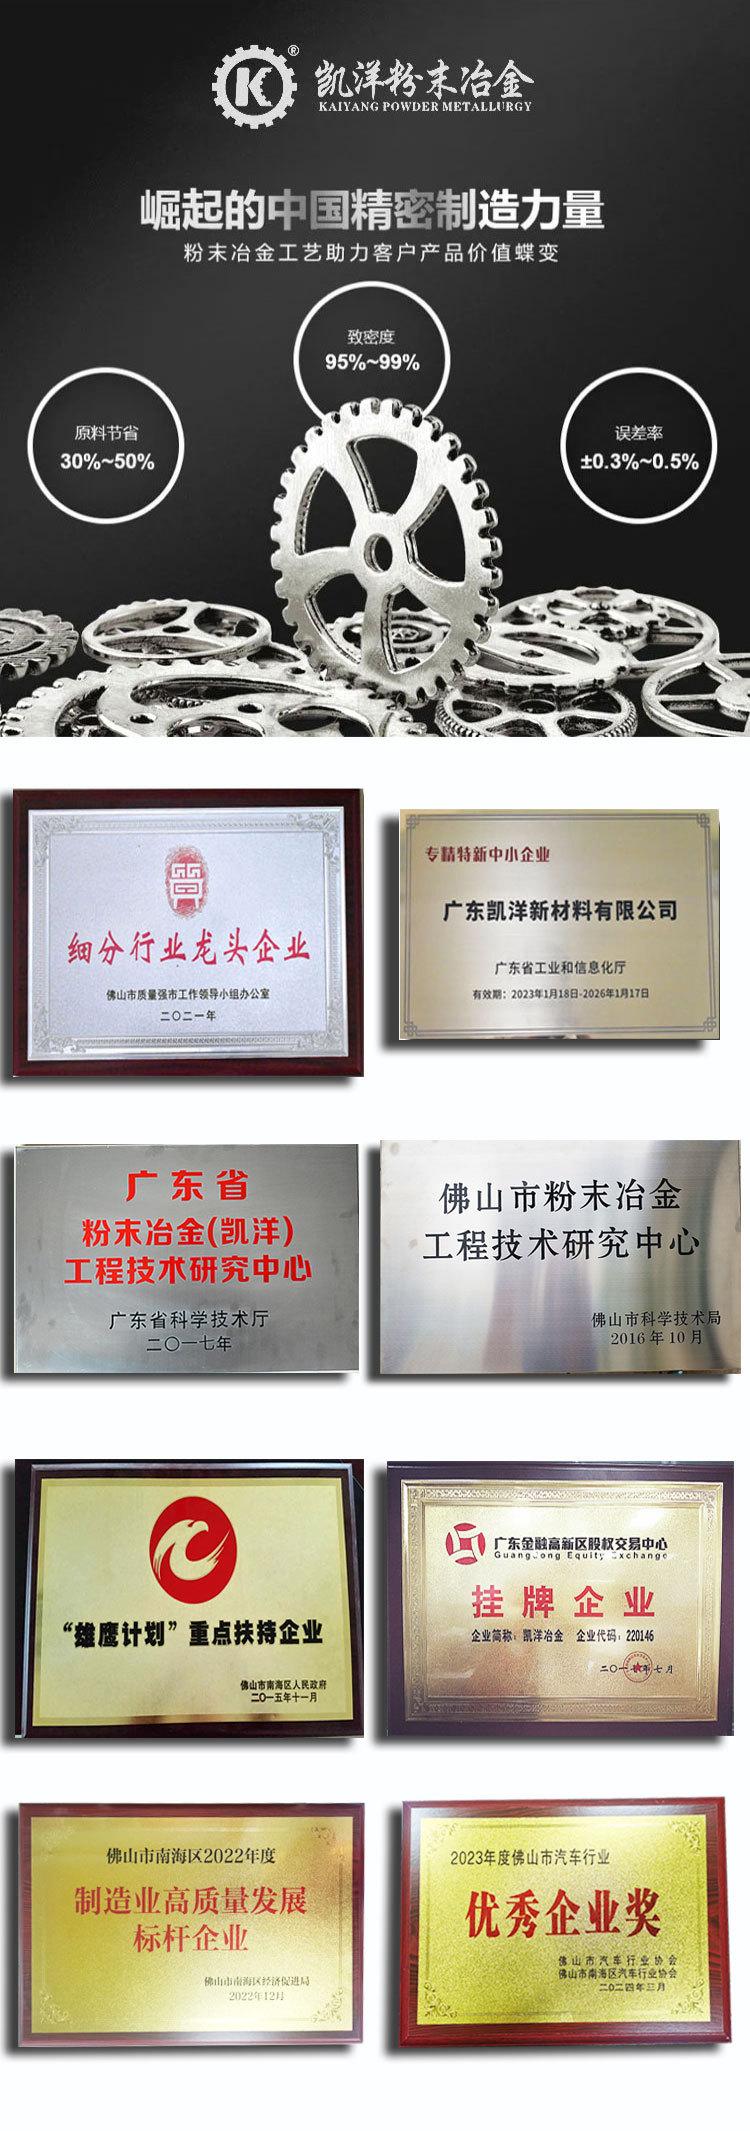 K
®
凯洋粉末冶金
KAIYANG POWDER METALLURGY
崛起的中国精密制造力量
粉末冶金工艺助力客户产品价值蝶变
致密度
95%~99%
原料节省
30%~50%
误差率
±0.3%~0.5%
細分行业龙头企业
佛山市质量强市工作领导小组办公室
二〇二一年
专精特新中小企业
广东凯洋新材料有限公司
广东省工业和信息化厅
有效期：2023年1月18日-2026年1月17日
广东省
粉末冶金(凯洋)
工程技术研究中心
广东省科学技术厅
二〇一七年
佛山市粉末冶金
工程技术研究中心
佛山市科学技术局
2016年10月
“雄鹰计划”重点扶持企业
佛山市南海区人民政府
二〇一五年十一月
广东金融高新区股权交易中心
GuangDong Equity Exchange
挂牌企业
企业简称：凯洋冶金 企业代码：220146
佛山市南海区2022年度
制造业高质量发展
标杆企业
佛山市南海区经济促进局
2022年12月
2023年度佛山市汽车行业
优秀企业奖
佛山市汽车行业协会
佛山市南海区汽车行业协会
二〇二四年三月